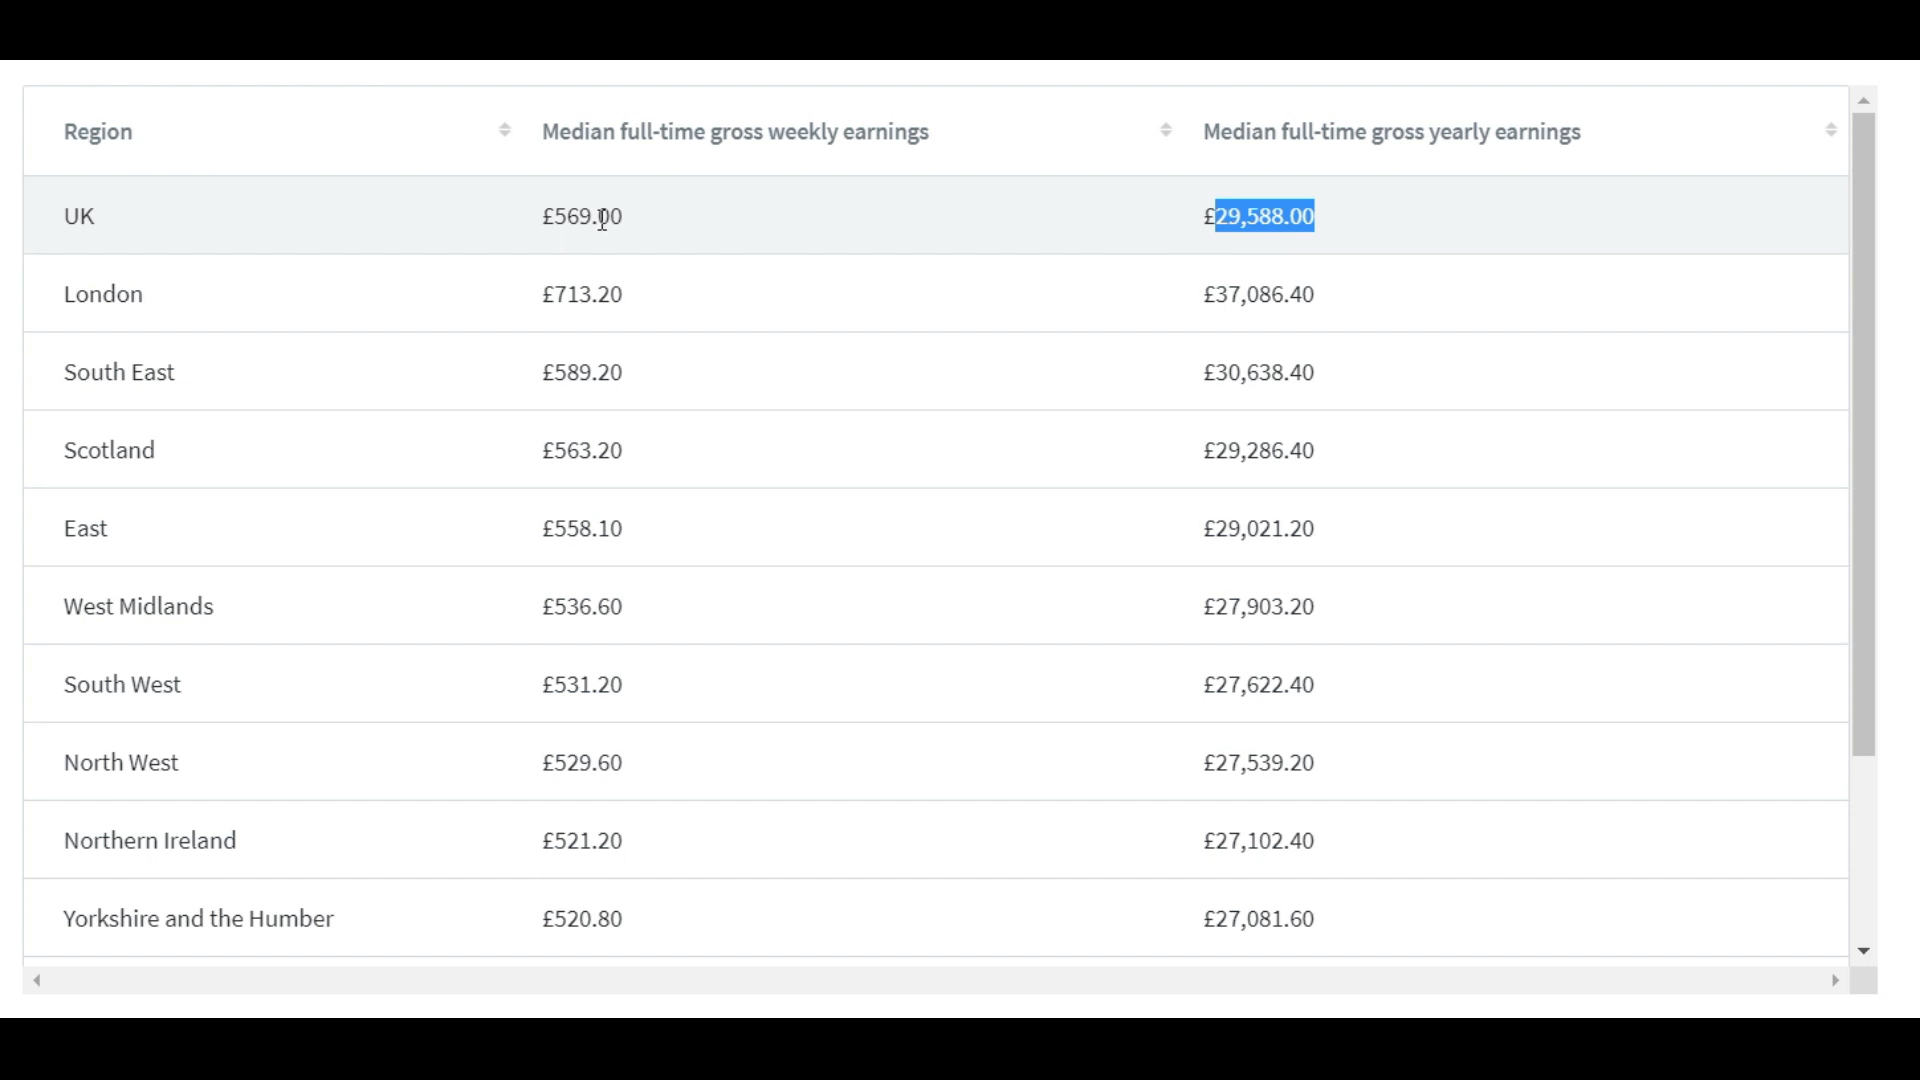 Region Median full-time gross weekly earnings Median full-time gross yearly earnings
UK £569.00 £29,588.00
London £713.20 £37,086.40
South East £589.20 £30,638.40
Scotland £563.20 £29,286.40
East £558.10 £29,021.20
West Midlands £536.60 £27,903.20
South West £531.20 £27,622.40
North West £529.60 £27,539.20
Northern Ireland £521.20 £27,102.40
Yorkshire and the Humber £520.80 £27,081.60